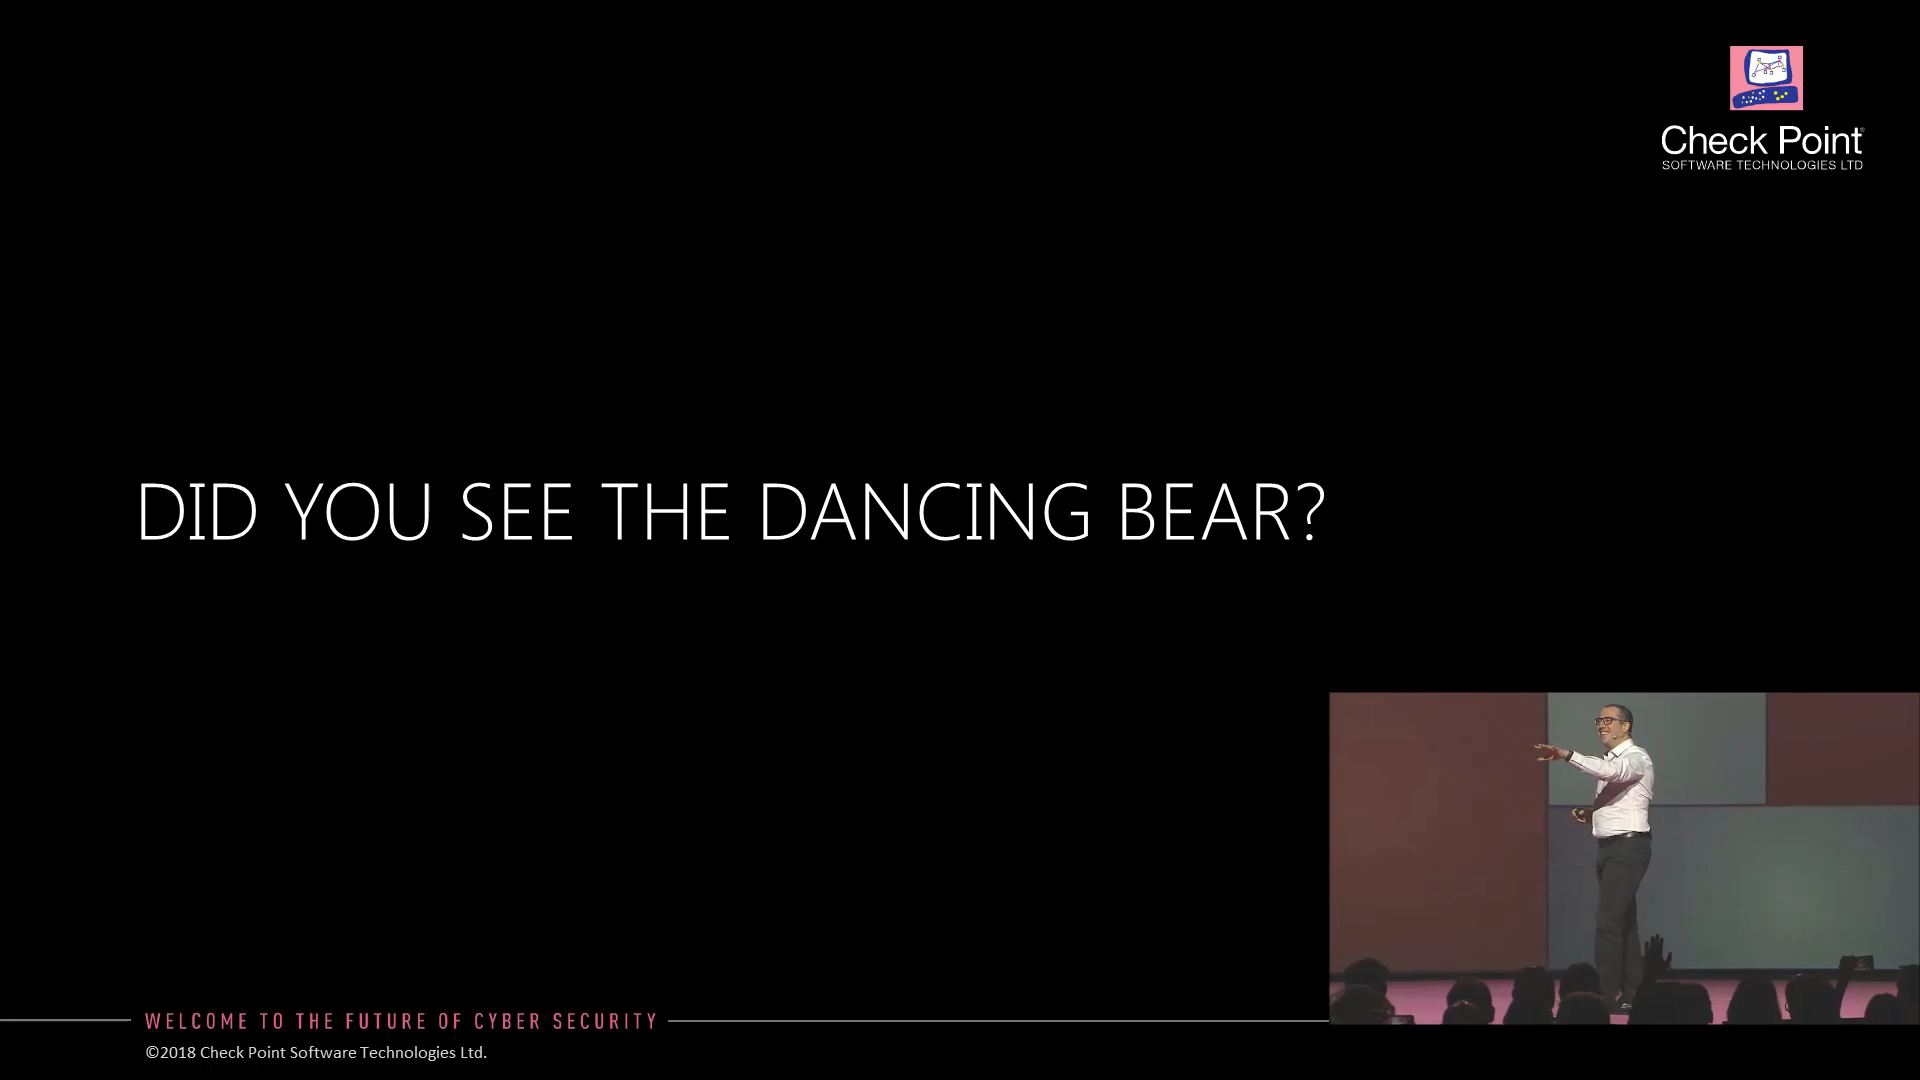 Check Point
SOFTWARE TECHNOLOGIES LTD
DID YOU SEE THE DANCING BEAR?
WELCOME TO THE FUTURE OF CYBER SECURITY
©2018 Check Point Software Technologies Ltd.